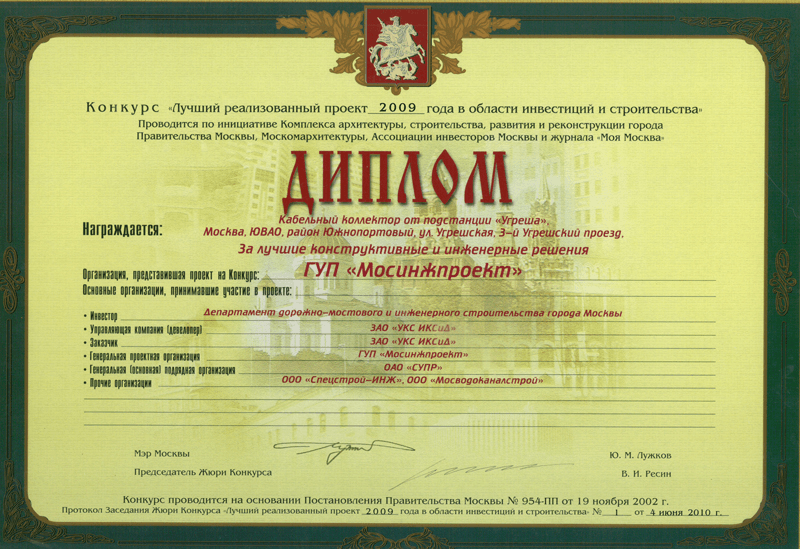 Конкурс «Лучший реализованный проект 2009 года в области инвестиций и строительства»
Проводится по инициативе Комплекса архитектуры, строительства, развития и реконструкции города
Правительства Москвы, Москомархитектуры, Ассоциации инвесторов Москвы и журнала «Моя Москва»
ДИПЛОМ
Награждается:
Кабельный коллектор от подстанции «Угреша»,
Москва, ЮВАО, район Южнопортовый, ул. Угрешская, 3-й Угрешский проезд,
За лучшие конструктивные и инженерные решения
Организация, представившая проект на Конкурс: ГУП «Мосинжпроект»
Основные организации, принимавшие участие в проекте:
• Инвестор Департамент дорожно-мостового и инженерного строительства города Москвы
• Управляющая компания (девелопер) ЗАО «УКС ИКСиД»
• Заказчик ЗАО «УКС ИКСиД»
• Генеральная проектная организация ГУП «Мосинжпроект»
• Генеральная (основная) подрядная организация ОАО «СУПР»
• Прочие организации ООО «Спецстрой-ИНЖ», ООО «Мосводоканалстрой»
Мэр Москвы Ю. М. Лужков
Председатель Жюри Конкурса В. И. Ресин
Конкурс проводится на основании Постановления Правительства Москвы № 954-ПП от 19 ноября 2002 г.
Протокол Заседания Жюри Конкурса «Лучший реализованный проект 2009 года в области инвестиций и строительства» № 1 от 4 июня 2010 г.